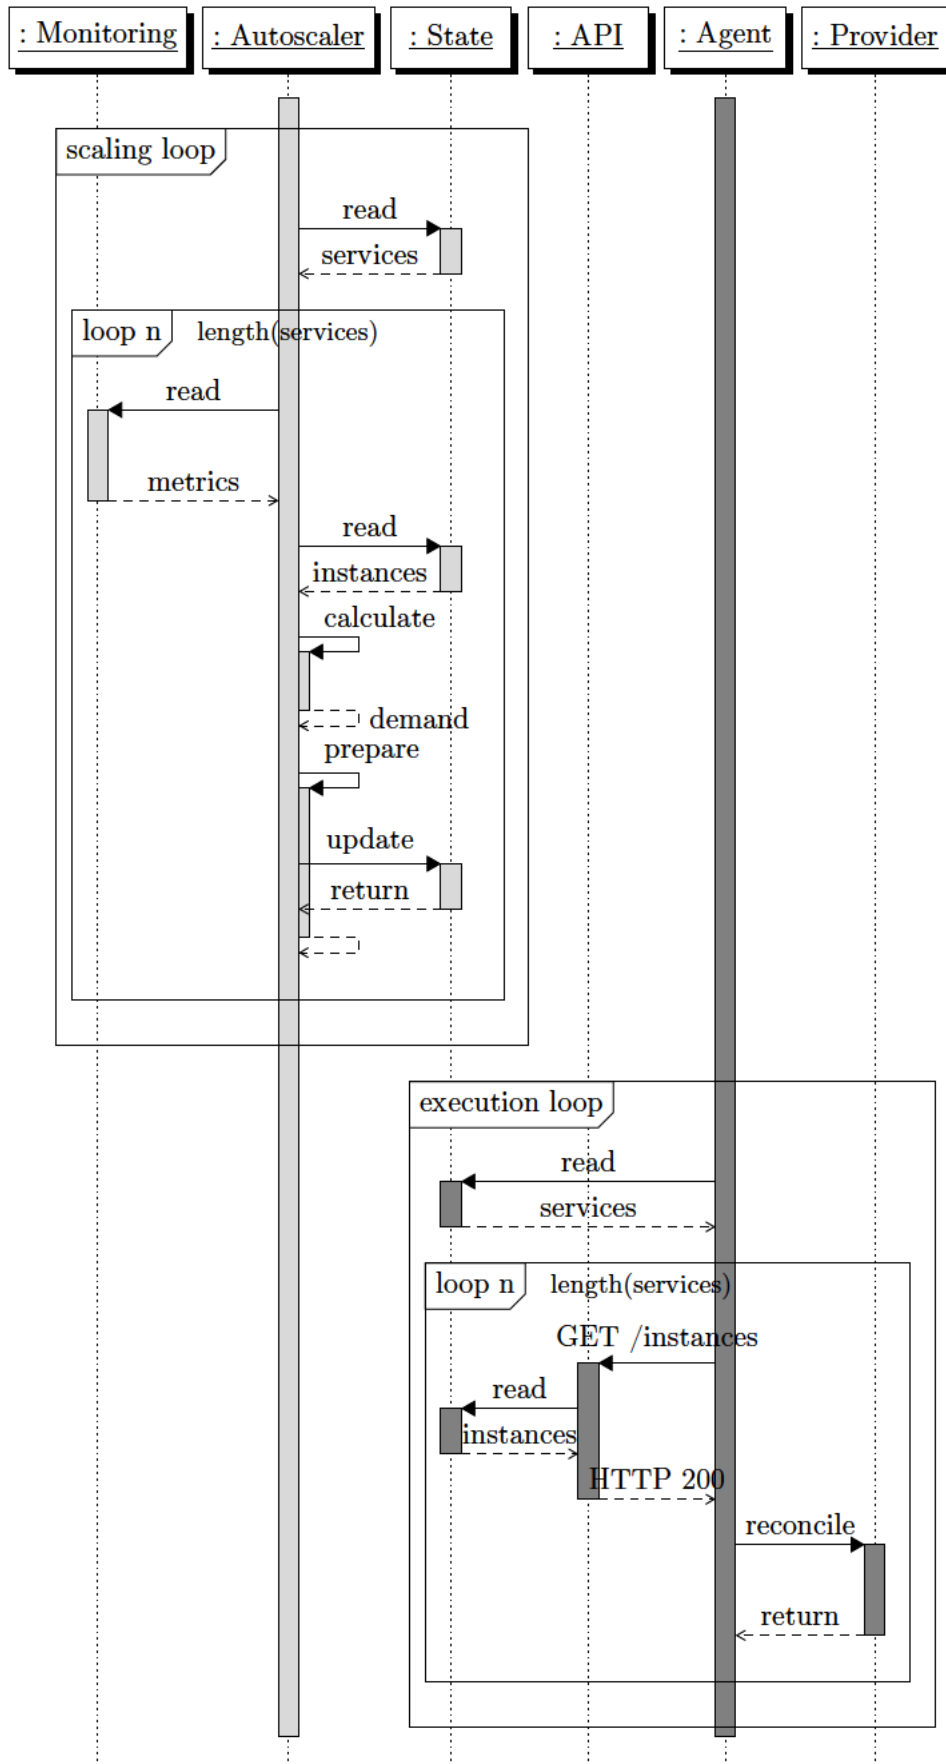 : Monitoring
: Autoscaler
: State
: API
: Agent
: Provider
scaling loop
read
services
loop n
length(services)
read
metrics
read
instances
calculate
demand
prepare
update
return
execution loop
read
services
loop n
length(services)
GET /instances
read
instances
HTTP 200
reconcile
return